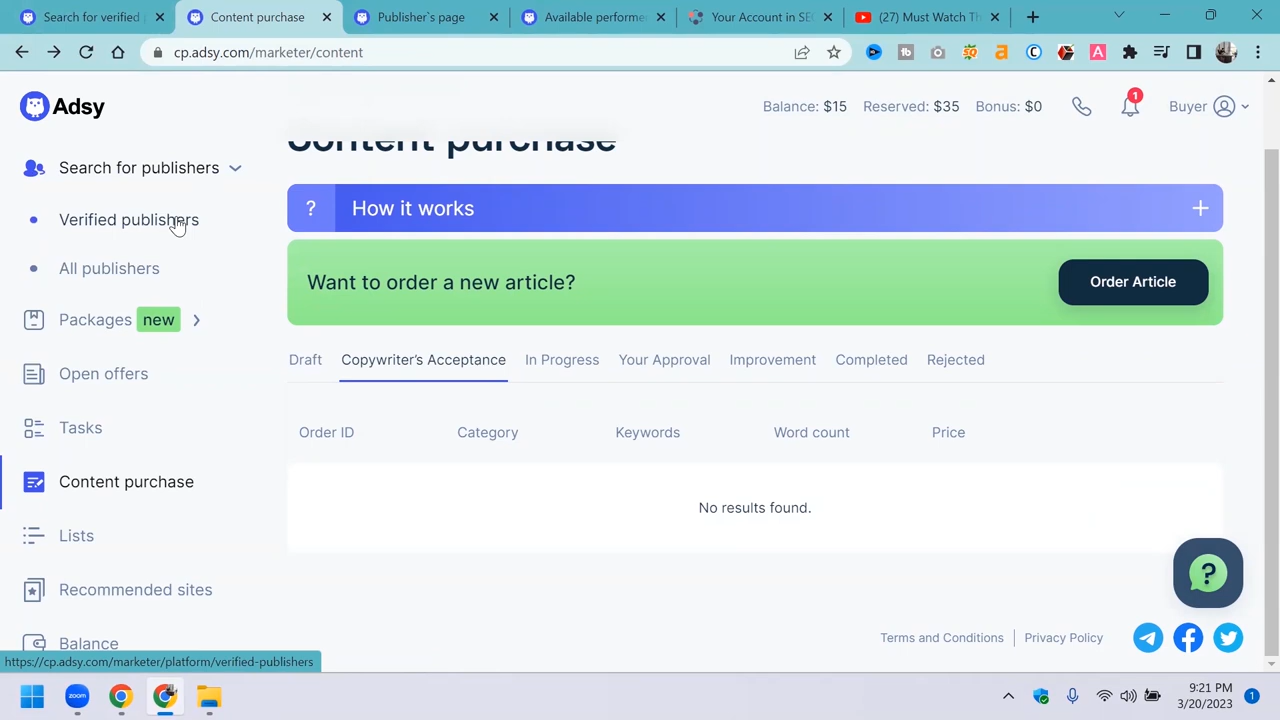 Search for verified p
Content purchase
Publisher`s page
Available performe
Your Account in SE
(27) Must Watch Th
cp.adsy.com/marketer/content
Adsy
Balance: $15
Reserved: $35
Bonus: $0
1
Buyer
Search for publishers
Verified publishers
All publishers
Packages new
Open offers
Tasks
Content purchase
Lists
Recommended sites
Balance
Content purchase
? How it works +
Want to order a new article?
Order Article
Draft
Copywriter’s Acceptance
In Progress
Your Approval
Improvement
Completed
Rejected
Order ID
Category
Keywords
Word count
Price
No results found.
?
Terms and Conditions
Privacy Policy
https://cp.adsy.com/marketer/platform/verified-publishers
zoom
9:21 PM
3/20/2023
1